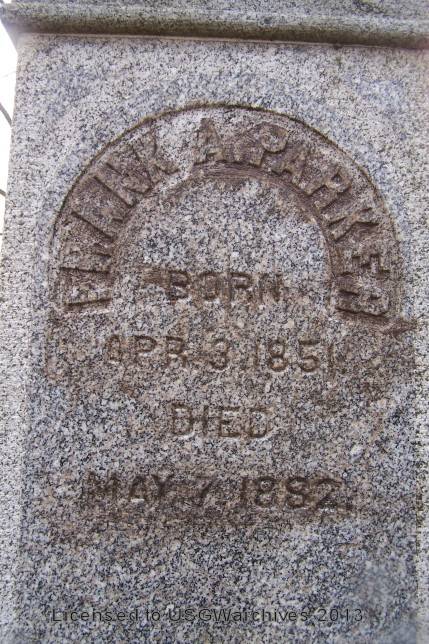 FRANK A. PARKER
BORN
APR. 3. 1851.
DIED
MAY. 7. 1882.
Licensed to USGWarchives 2013